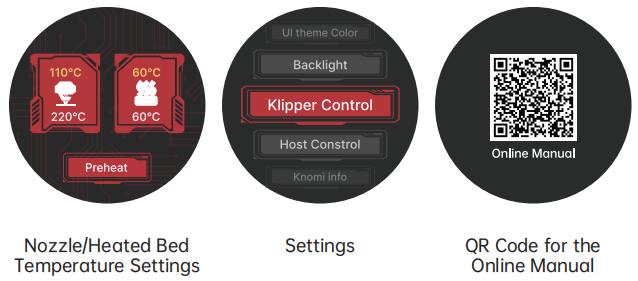 110°C
220°C
60°C
60°C
Preheat
UI theme Color
Backlight
Klipper Control
Host Constrol
Knomi info
Online Manual
Nozzle/Heated Bed
Temperature Settings
Settings
QR Code for the
Online Manual